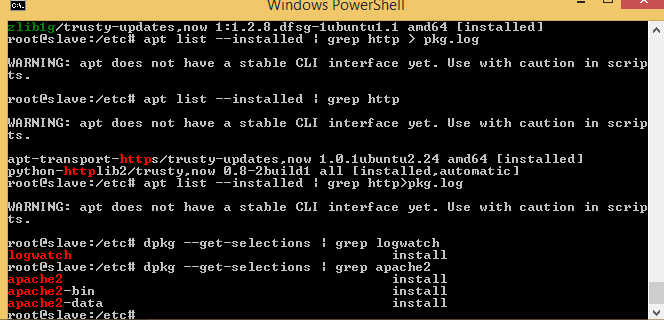 Windows PowerShell
zlib1g/trusty-updates,now 1:1.2.8.dfsg-1ubuntu1.1 amd64 [installed]
root@slave:/etc# apt list --installed | grep http > pkg.log
WARNING: apt does not have a stable CLI interface yet. Use with caution in scrip
ts.
root@slave:/etc# apt list --installed | grep http
WARNING: apt does not have a stable CLI interface yet. Use with caution in scrip
ts.
apt-transport-https/trusty-updates,now 1.0.1ubuntu2.24 amd64 [installed]
python-httplib2/trusty,now 0.8-2build1 all [installed,automatic]
root@slave:/etc# apt list --installed | grep http>pkg.log
WARNING: apt does not have a stable CLI interface yet. Use with caution in scrip
ts.
root@slave:/etc# dpkg --get-selections | grep logwatch
logwatch install
root@slave:/etc# dpkg --get-selections | grep apache2
apache2 install
apache2-bin install
apache2-data install
root@slave:/etc#